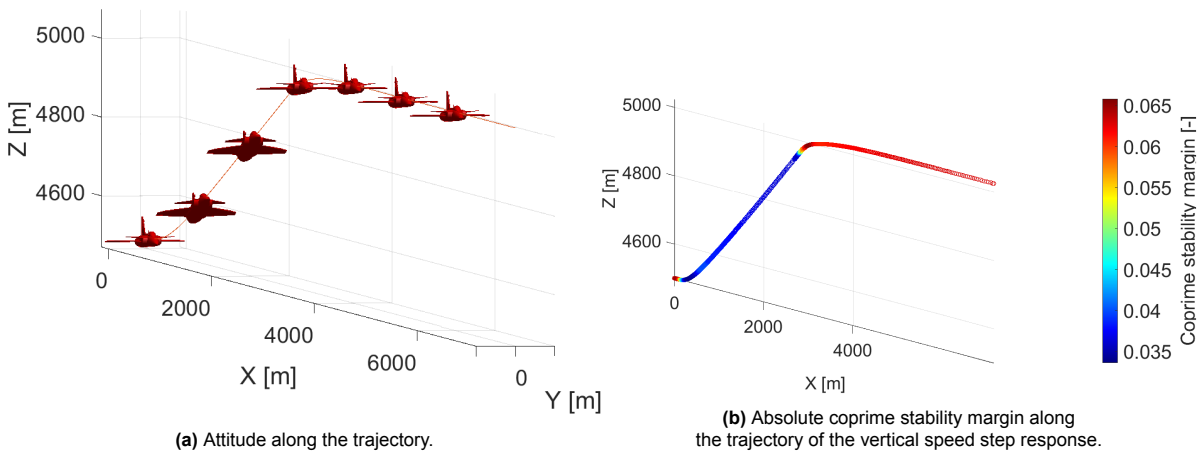 5000
4800
4600
Z [m]
0
2000
4000
6000
X [m]
0
Y [m]
(a) Attitude along the trajectory.
5000
4800
4600
Z [m]
0
2000
4000
X [m]
0.065
0.06
0.055
0.05
0.045
0.04
0.035
Coprime stability margin [-]
(b) Absolute coprime stability margin along
the trajectory of the vertical speed step response.